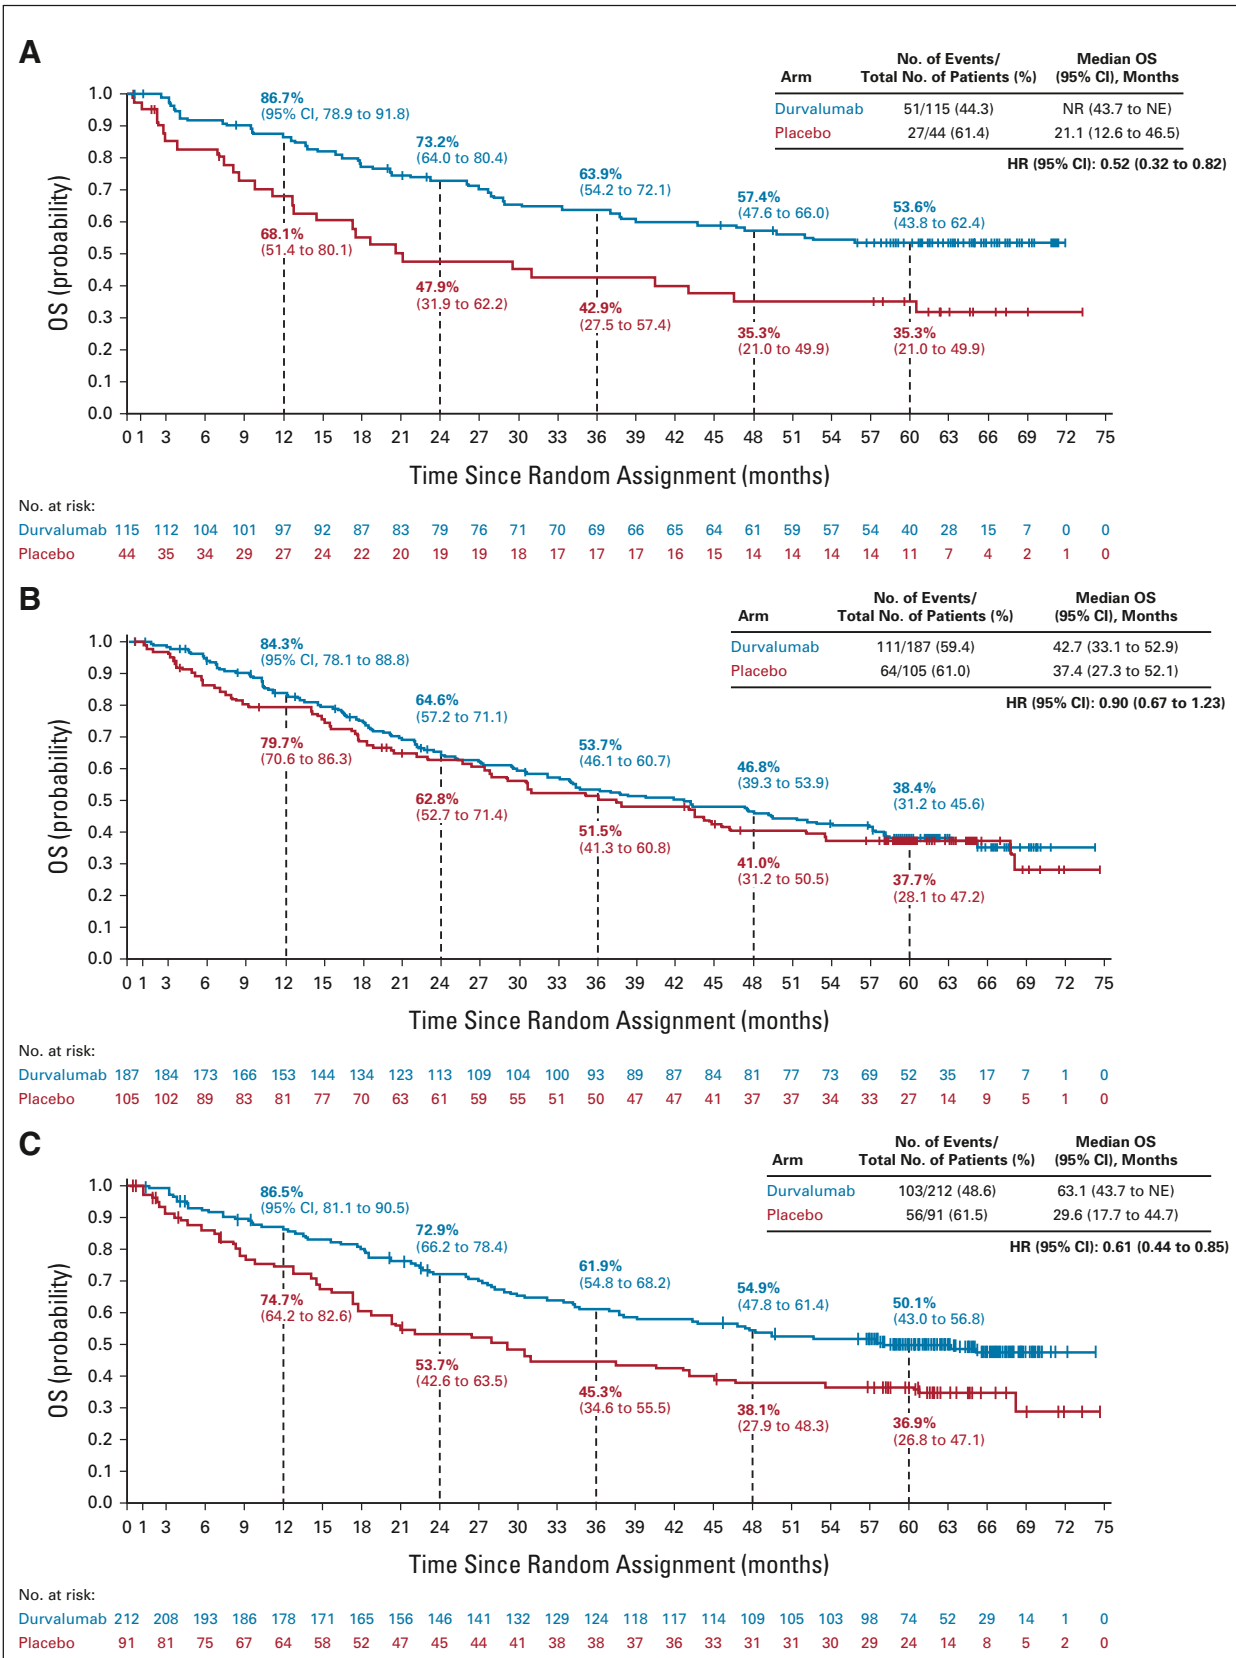 A
No. of Events/ Median OS
Arm Total No. of Patients (%) (95% CI), Months
Durvalumab 51/115 (44.3) NR (43.7 to NE)
Placebo 27/44 (61.4) 21.1 (12.6 to 46.5)
HR (95% CI): 0.52 (0.32 to 0.82)
OS (probability)
1.0
0.9
0.8
0.7
0.6
0.5
0.4
0.3
0.2
0.1
0.0
86.7%
(95% CI, 78.9 to 91.8)
73.2%
(64.0 to 80.4)
63.9%
(54.2 to 72.1)
57.4%
(47.6 to 66.0)
53.6%
(43.8 to 62.4)
68.1%
(51.4 to 80.1)
47.9%
(31.9 to 62.2)
42.9%
(27.5 to 57.4)
35.3%
(21.0 to 49.9)
35.3%
(21.0 to 49.9)
0 1 3 6 9 12 15 18 21 24 27 30 33 36 39 42 45 48 51 54 57 60 63 66 69 72 75
Time Since Random Assignment (months)
No. at risk:
Durvalumab 115 112 104 101 97 92 87 83 79 76 71 70 69 66 65 64 61 59 57 54 40 28 15 7 0 0
Placebo 44 35 34 29 27 24 22 20 19 19 18 17 17 17 16 15 14 14 14 14 11 7 4 2 1 0
B
No. of Events/ Median OS
Arm Total No. of Patients (%) (95% CI), Months
Durvalumab 111/187 (59.4) 42.7 (33.1 to 52.9)
Placebo 64/105 (61.0) 37.4 (27.3 to 52.1)
HR (95% CI): 0.90 (0.67 to 1.23)
OS (probability)
1.0
0.9
0.8
0.7
0.6
0.5
0.4
0.3
0.2
0.1
0.0
84.3%
(95% CI, 78.1 to 88.8)
64.6%
(57.2 to 71.1)
53.7%
(46.1 to 60.7)
46.8%
(39.3 to 53.9)
38.4%
(31.2 to 45.6)
79.7%
(70.6 to 86.3)
62.8%
(52.7 to 71.4)
51.5%
(41.3 to 60.8)
41.0%
(31.2 to 50.5)
37.7%
(28.1 to 47.2)
0 1 3 6 9 12 15 18 21 24 27 30 33 36 39 42 45 48 51 54 57 60 63 66 69 72 75
Time Since Random Assignment (months)
No. at risk:
Durvalumab 187 184 173 166 153 144 134 123 113 109 104 100 93 89 87 84 81 77 73 69 52 35 17 7 1 0
Placebo 105 102 89 83 81 77 70 63 61 59 55 51 50 47 47 41 37 37 34 33 27 14 9 5 1 0
C
No. of Events/ Median OS
Arm Total No. of Patients (%) (95% CI), Months
Durvalumab 103/212 (48.6) 63.1 (43.7 to NE)
Placebo 56/91 (61.5) 29.6 (17.7 to 44.7)
HR (95% CI): 0.61 (0.44 to 0.85)
OS (probability)
1.0
0.9
0.8
0.7
0.6
0.5
0.4
0.3
0.2
0.1
0.0
86.5%
(95% CI, 81.1 to 90.5)
72.9%
(66.2 to 78.4)
61.9%
(54.8 to 68.2)
54.9%
(47.8 to 61.4)
50.1%
(43.0 to 56.8)
74.7%
(64.2 to 82.6)
53.7%
(42.6 to 63.5)
45.3%
(34.6 to 55.5)
38.1%
(27.9 to 48.3)
36.9%
(26.8 to 47.1)
0 1 3 6 9 12 15 18 21 24 27 30 33 36 39 42 45 48 51 54 57 60 63 66 69 72 75
Time Since Random Assignment (months)
No. at risk:
Durvalumab 212 208 193 186 178 171 165 156 146 141 132 129 124 118 117 114 109 105 103 98 74 52 29 14 1 0
Placebo 91 81 75 67 64 58 52 47 45 44 41 38 38 37 36 33 31 31 30 29 24 14 8 5 2 0